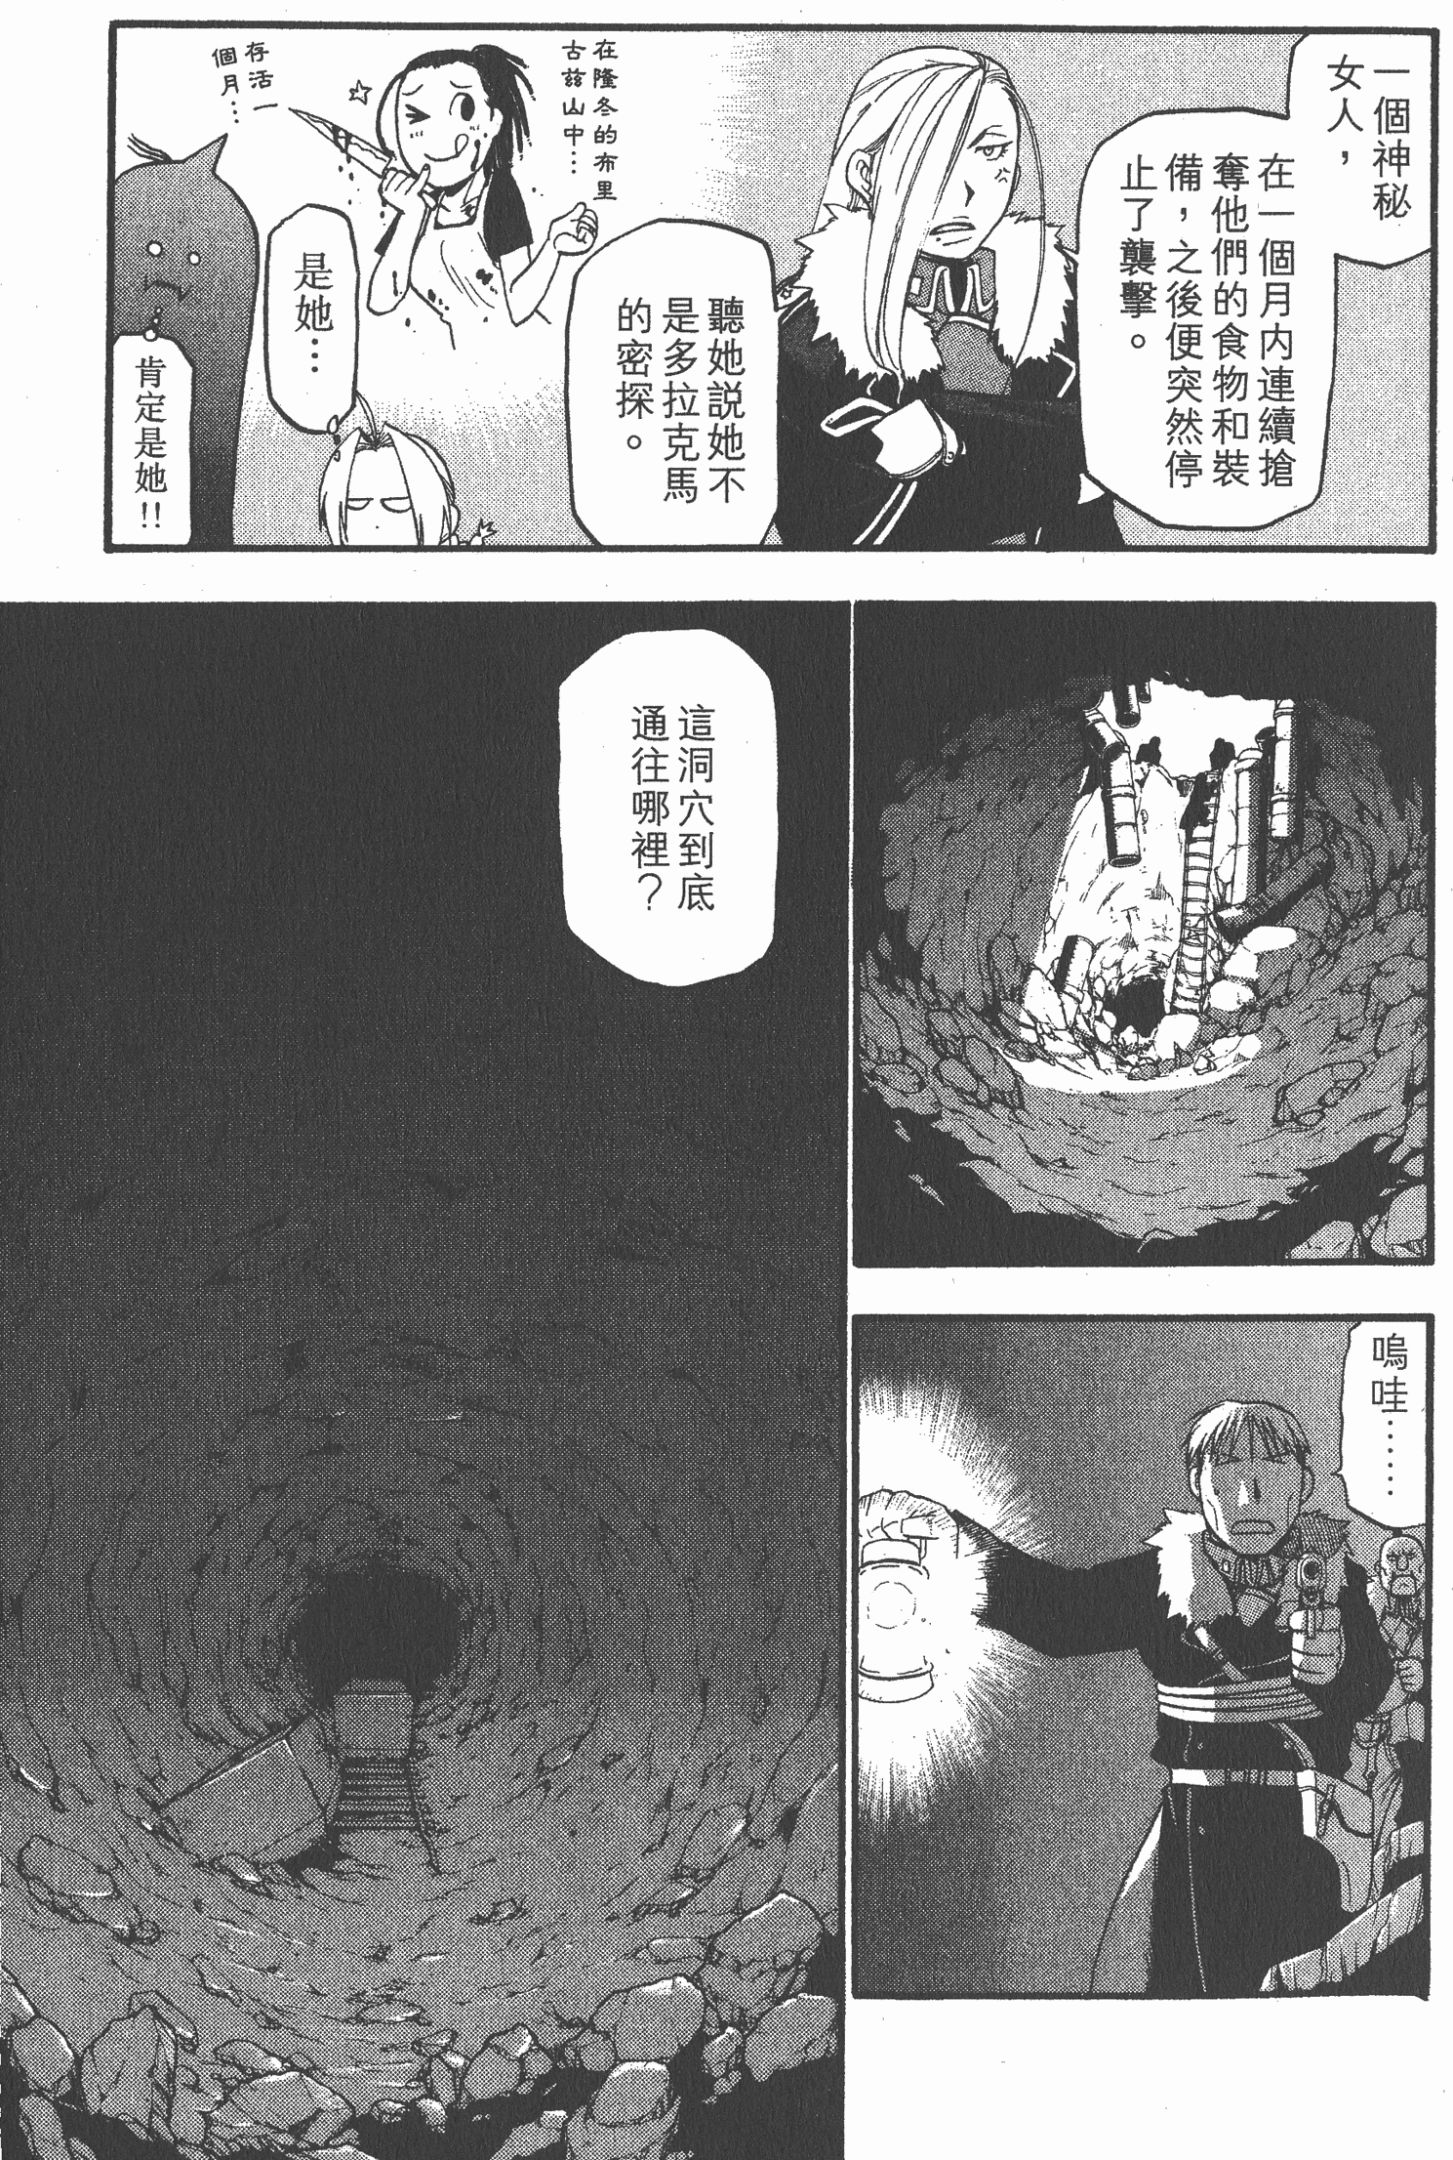 一個神秘
女人，
在一個月内連續搶
奪他們的食物和裝
備，之後便突然停
止了襲擊。
聽她説她不
是多拉克馬
的密探。
在隆冬的布里
古茲山中…
存活一
個月…
是她…
肯定是她!!
這洞穴到底
通往哪裡？
嗚哇……